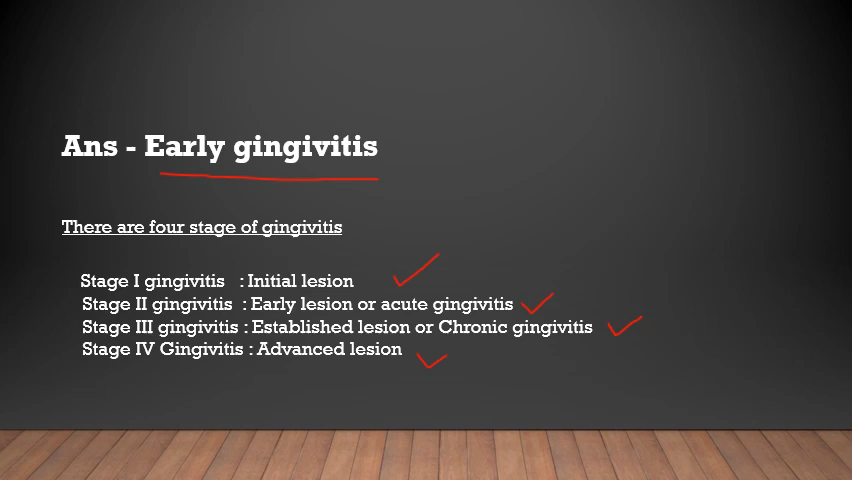 Ans - Early gingivitis
There are four stage of gingivitis
Stage I gingivitis : Initial lesion
Stage II gingivitis : Early lesion or acute gingivitis
Stage III gingivitis : Established lesion or Chronic gingivitis
Stage IV Gingivitis : Advanced lesion